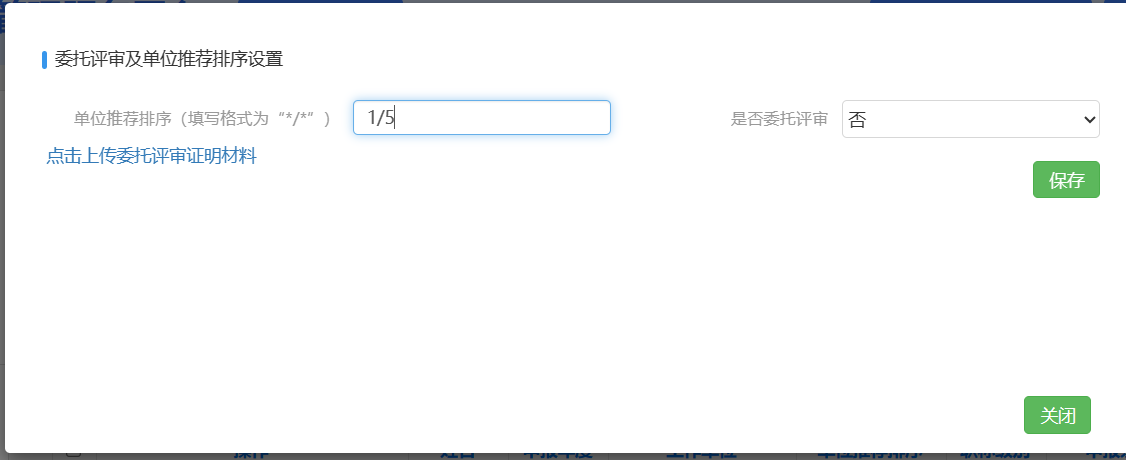 委托评审及单位推荐排序设置
单位推荐排序（填写格式为“*/*”） 1/5 是否委托评审 否
点击上传委托评审证明材料
保存
关闭